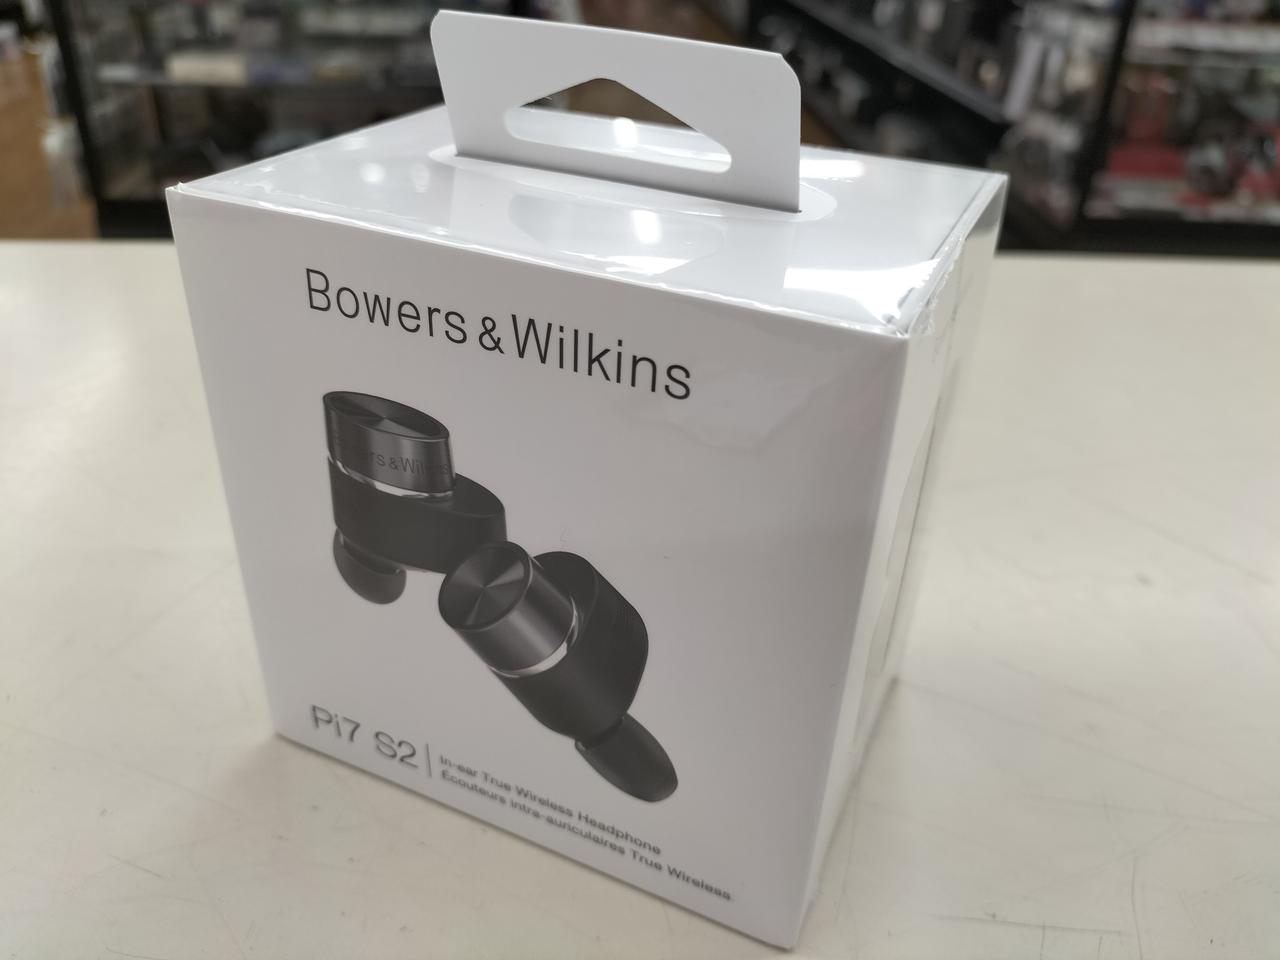 Bowers & Wilkins
Bowers & Wilkins
Pi7 S2
In-ear True Wireless Headphone
Écouteurs intra-auriculaires True Wireless